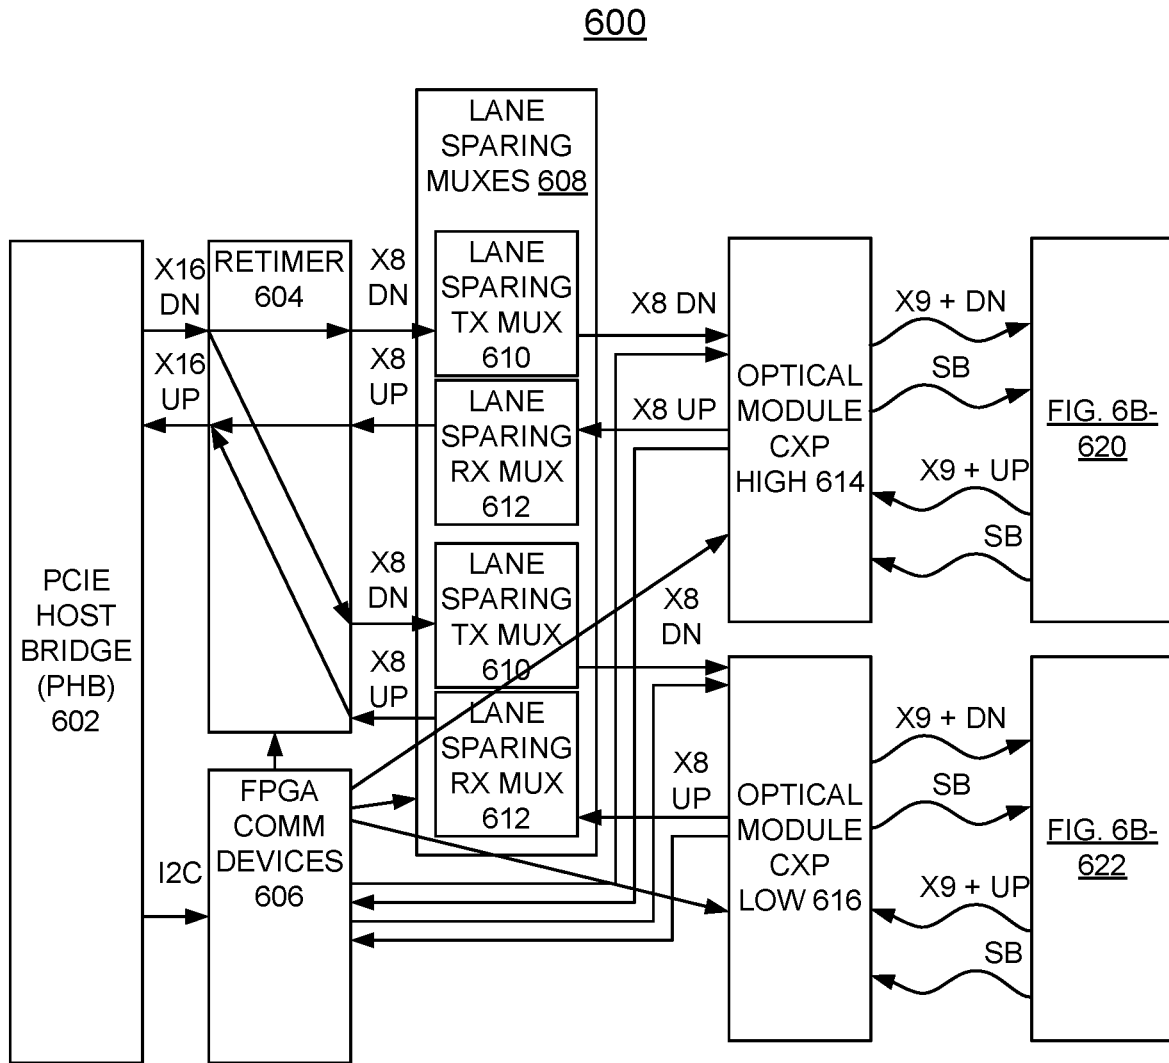 600
LANE
SPARING
MUXES 608
PCIE
HOST
BRIDGE
(PHB)
602
X16
DN
X16
UP
I2C
RETIMER
604
X8
DN
X8
UP
X8
DN
X8
UP
FPGA
COMM
DEVICES
606
LANE
SPARING
TX MUX
610
LANE
SPARING
RX MUX
612
LANE
SPARING
TX MUX
610
LANE
SPARING
RX MUX
612
X8 DN
X8 UP
X8
DN
X8
UP
OPTICAL
MODULE
CXP
HIGH 614
OPTICAL
MODULE
CXP
LOW 616
X9 + DN
SB
X9 + UP
SB
X9 + DN
SB
X9 + UP
SB
FIG. 6B-
620
FIG. 6B-
622